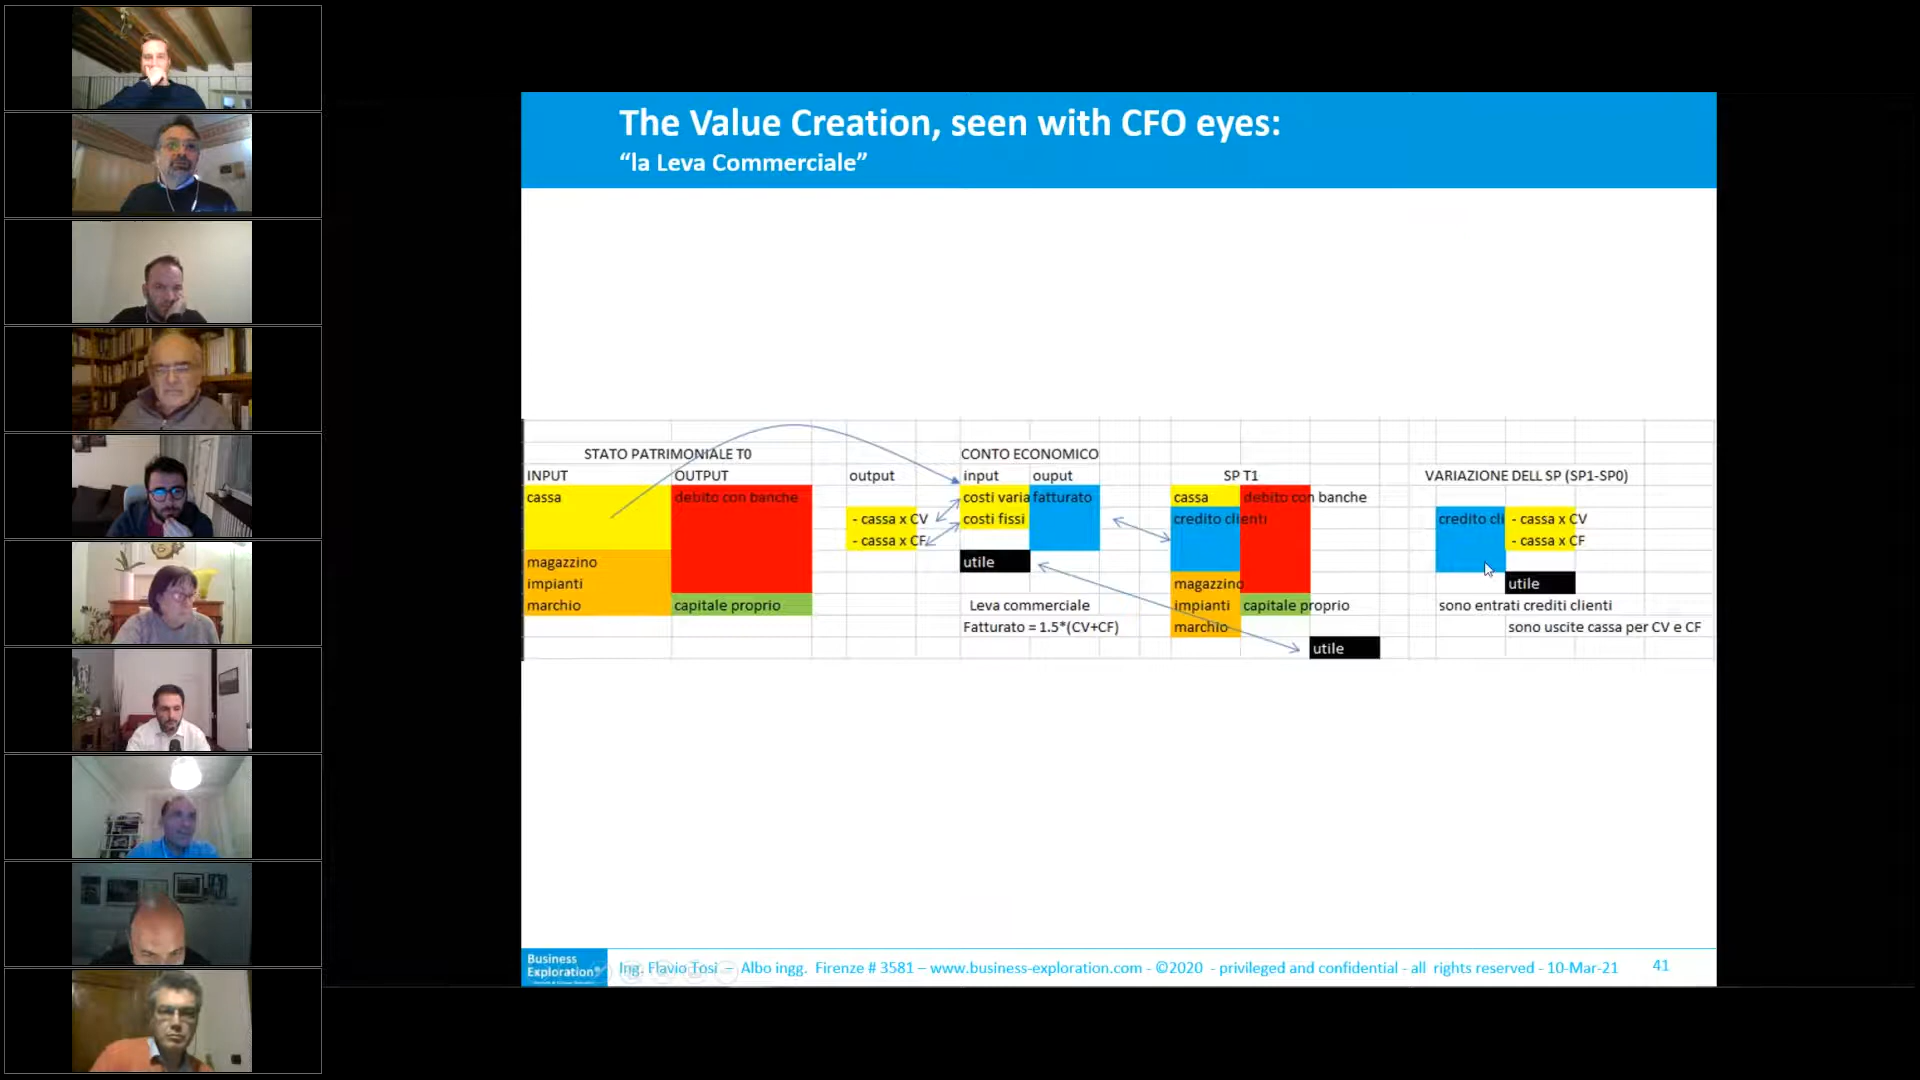 The Value Creation, seen with CFO eyes:
“la Leva Commerciale”
STATO PATRIMONIALE T0
CONTO ECONOMICO
INPUT
OUTPUT
output
input
ouput
SP T1
VARIAZIONE DELL SP (SP1-SP0)
cassa
debito con banche
costi varia
fatturato
cassa
debito con banche
- cassa x CV
costi fissi
credito clienti
credito cli
- cassa x CV
- cassa x CF
- cassa x CF
magazzino
utile
impianti
magazzino
utile
marchio
capitale proprio
Leva commerciale
impianti
capitale proprio
sono entrati crediti clienti
Fatturato = 1.5*(CV+CF)
marchio
sono uscite cassa per CV e CF
utile
Business
Exploration
Ing. Flavio Tosi – Albo ingg. Firenze # 3581 – www.business-exploration.com - ©2020 - privileged and confidential - all rights reserved - 10-Mar-21
41